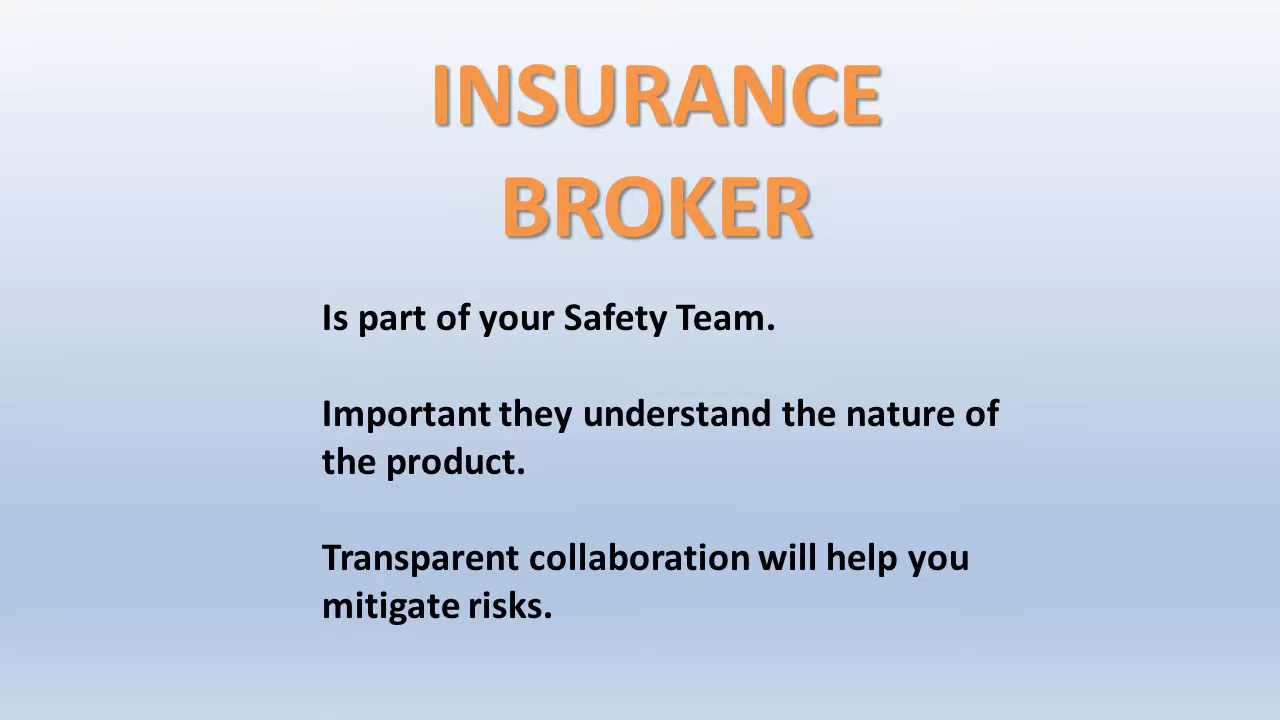 INSURANCE
BROKER
Is part of your Safety Team.
Important they understand the nature of
the product.
Transparent collaboration will help you
mitigate risks.